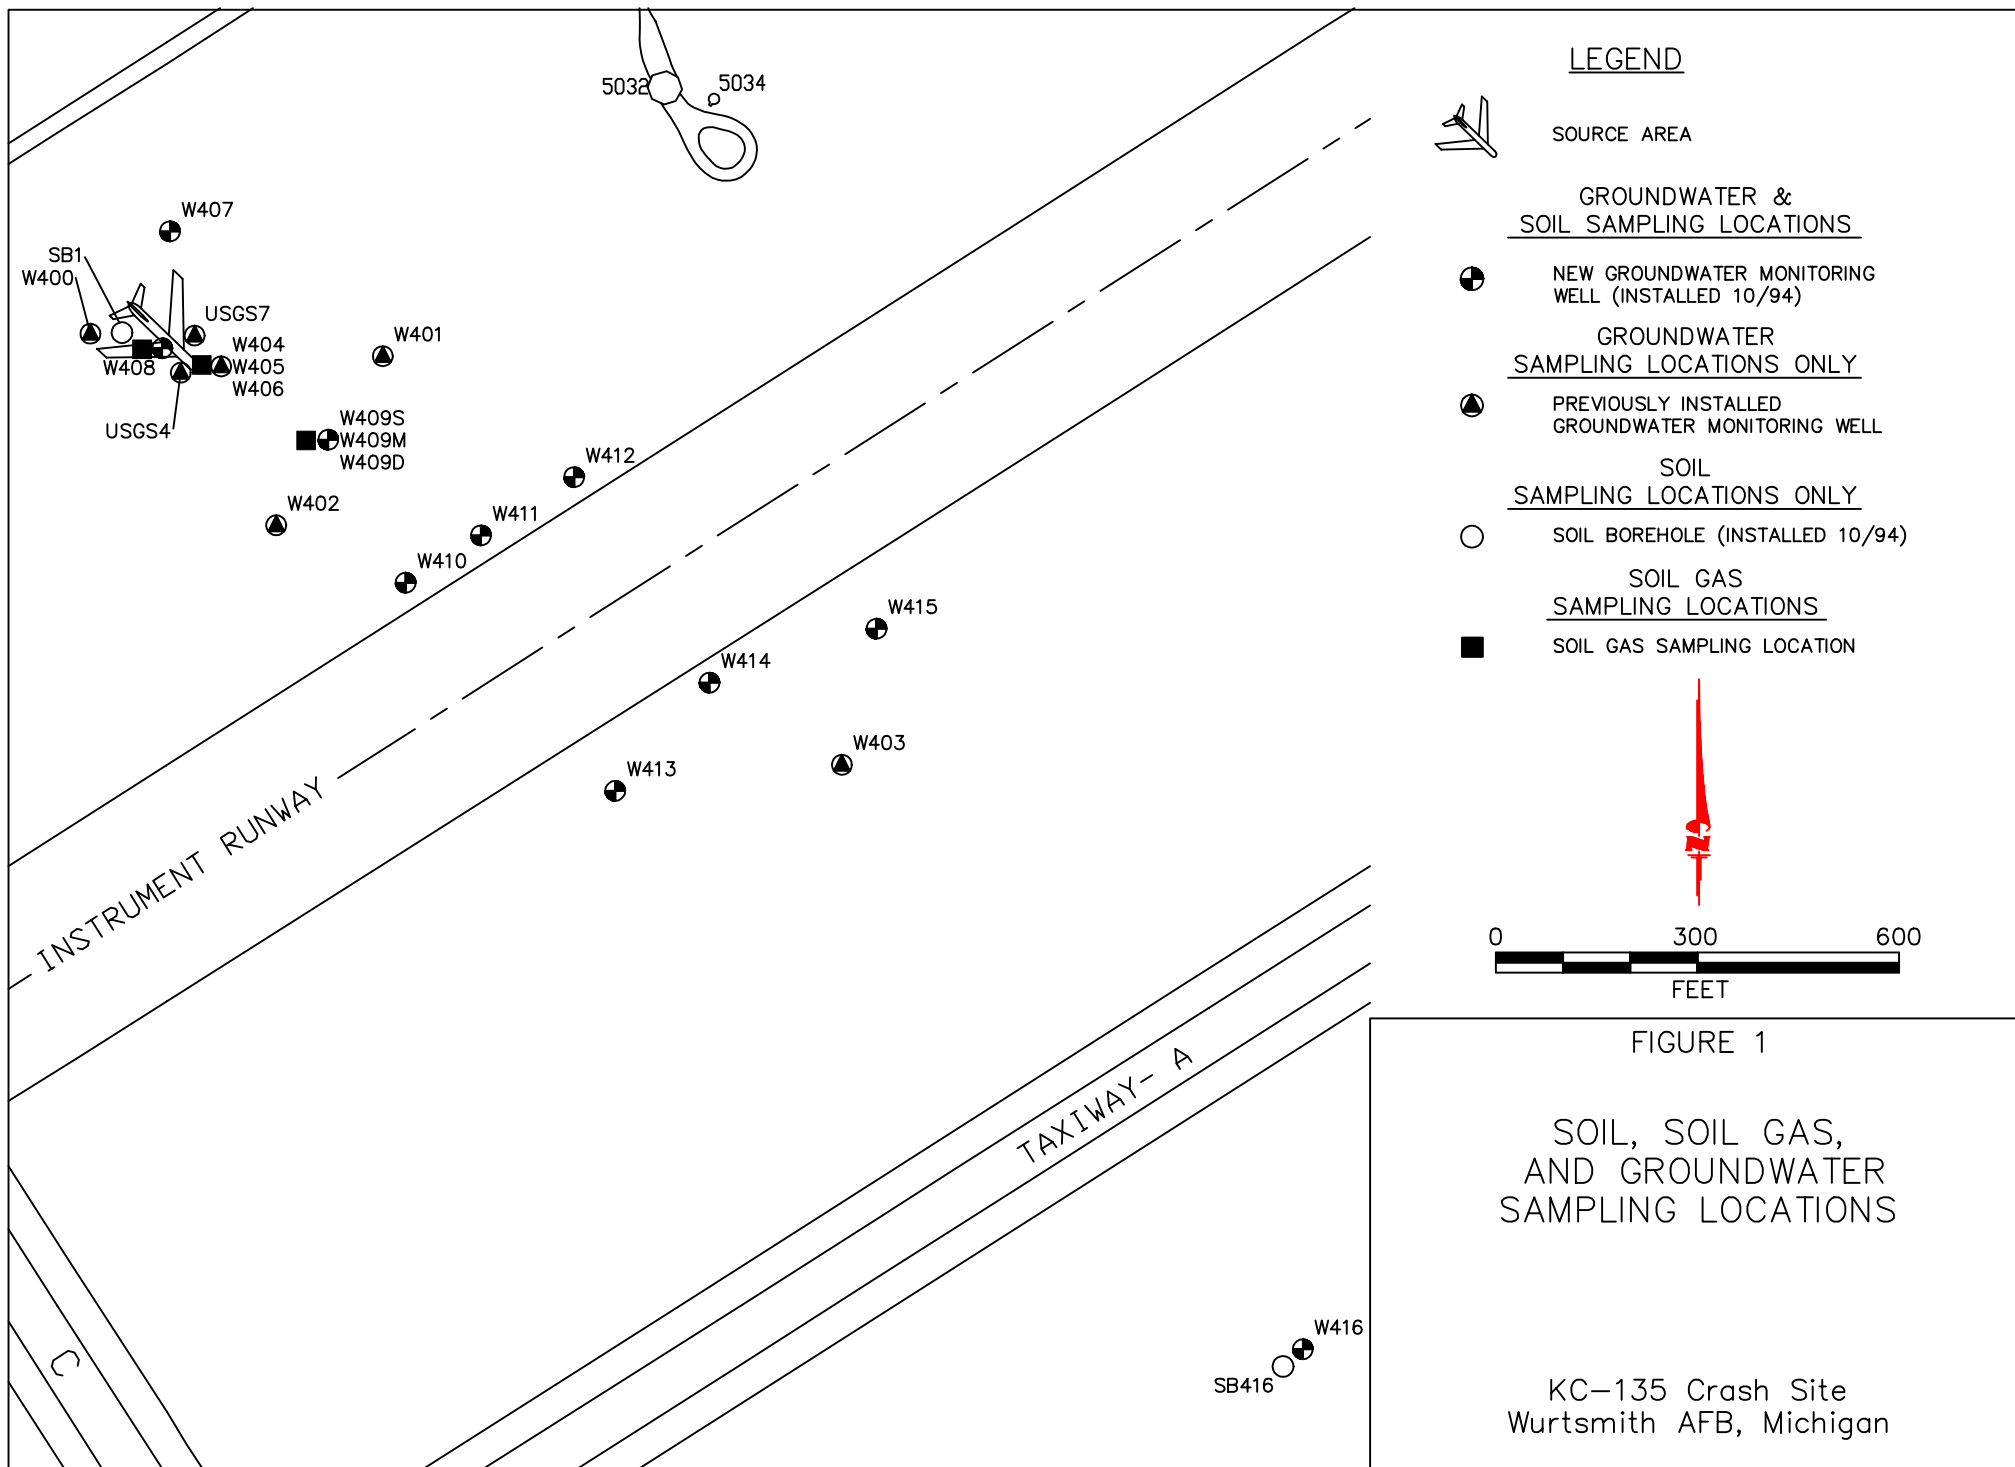 5032
5034
W407
SB1
W400
USGS7
W404
W405
W406
W408
USGS4
W401
W409S
W409M
W409D
W402
W412
W411
W410
W415
W414
W403
W413
INSTRUMENT RUNWAY
TAXIWAY- A
C
W416
SB416
LEGEND
SOURCE AREA
GROUNDWATER &
SOIL SAMPLING LOCATIONS
NEW GROUNDWATER MONITORING
WELL (INSTALLED 10/94)
GROUNDWATER
SAMPLING LOCATIONS ONLY
PREVIOUSLY INSTALLED
GROUNDWATER MONITORING WELL
SOIL
SAMPLING LOCATIONS ONLY
SOIL BOREHOLE (INSTALLED 10/94)
SOIL GAS
SAMPLING LOCATIONS
SOIL GAS SAMPLING LOCATION
N
0 300 600
FEET
FIGURE 1
SOIL, SOIL GAS,
AND GROUNDWATER
SAMPLING LOCATIONS
KC-135 Crash Site
Wurtsmith AFB, Michigan